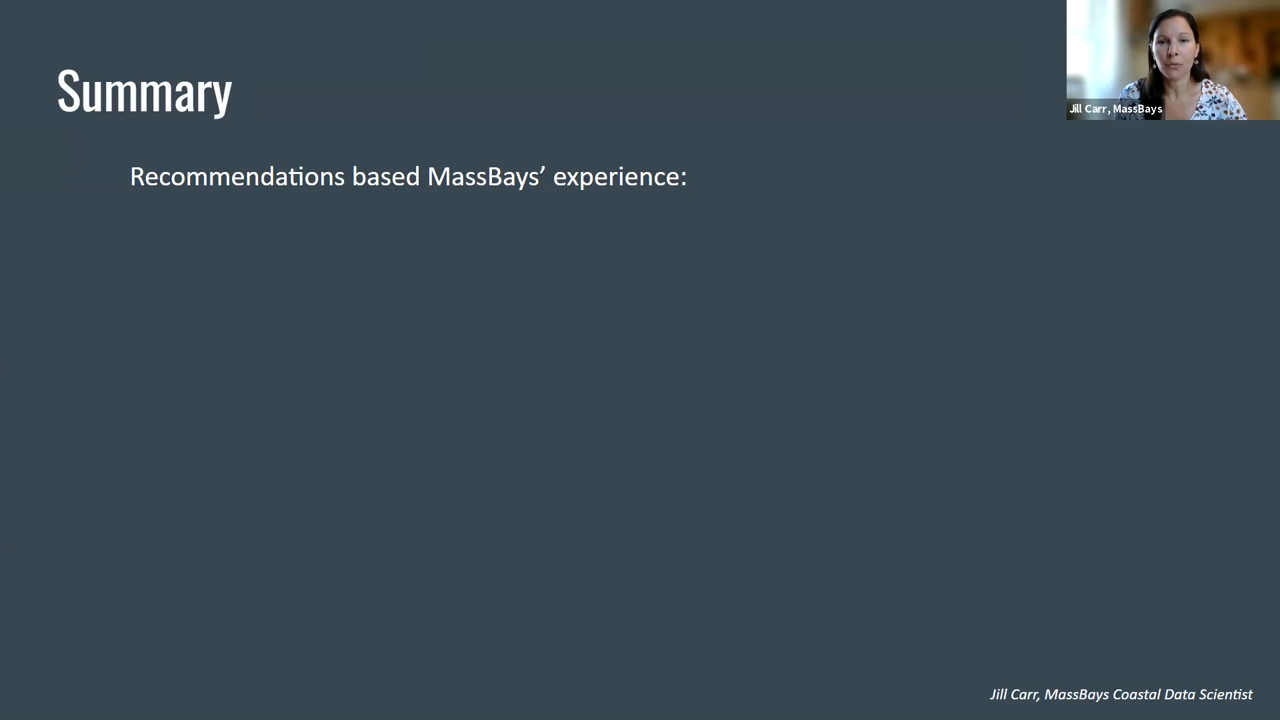 Summary
Jill Carr, MassBays
Recommendations based MassBays’ experience:
Jill Carr, MassBays Coastal Data Scientist